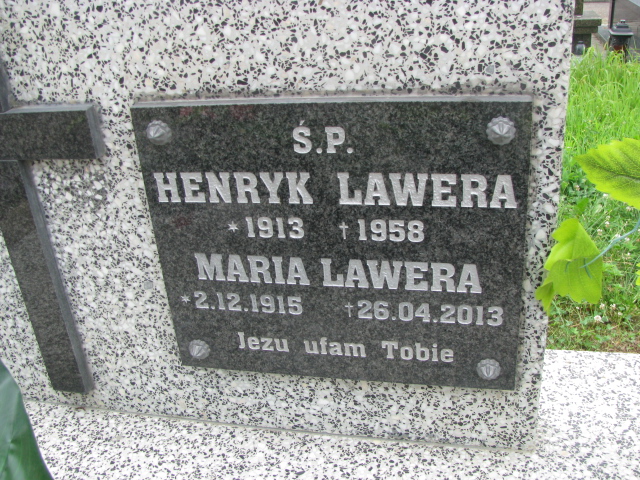 Ś.P.
HENRYK LAWERA
*1913 †1958
MARIA LAWERA
*2.12.1915 †26.04.2013
Jezu ufam Tobie